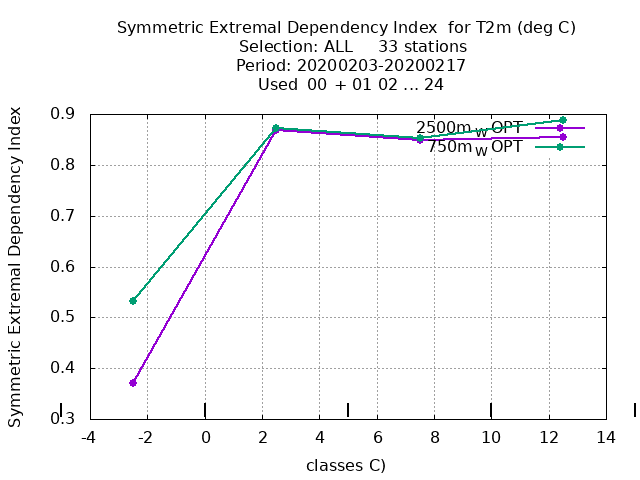 Symmetric Extremal Dependency Index  for T2m (deg C)
Selection: ALL     33 stations
Period: 20200203-20200217
Used  00  + 01 02 ... 24
Symmetric Extremal Dependency Index
0.9
0.8
0.7
0.6
0.5
0.4
0.3
2500m W OPT
750m W OPT
-4 -2 0 2 4 6 8 10 12 14
classes C)